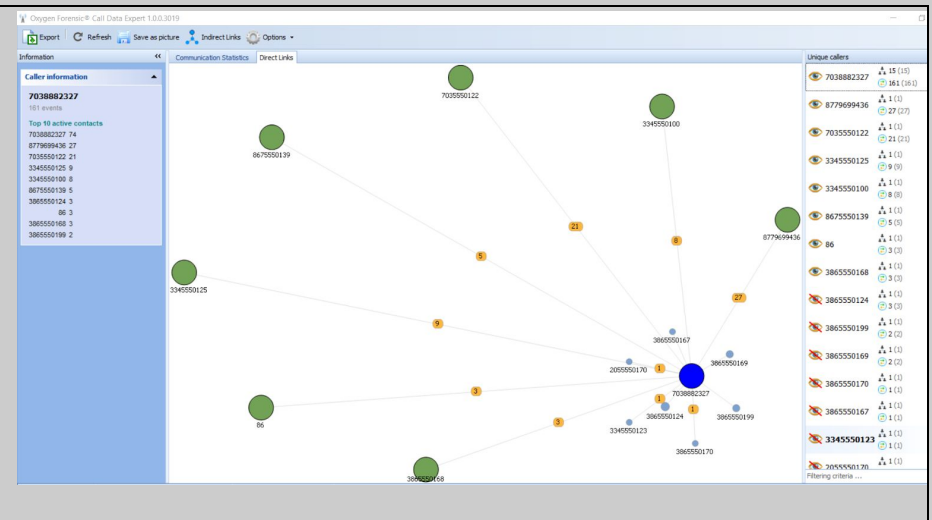 Oxygen Forensic® Call Data Expert 1.0.0.3019
Export Refresh Save as picture Indirect Links Options
Information «
Caller information
7038882327
161 events
Top 10 active contacts
7038882327 74
8779699436 27
7035550122 21
3345550125 9
3345550100 8
8675550139 5
3865550124 3
86 3
3865550168 3
3865550199 2
Communication Statistics Direct Links
7035550122
3345550100
8675550139
21
8779699436
8
5
3345550125
27
9
3865550167
2055550170 1 3865550169
3
7038882327
1 1
86
3865550124 3865550199
3
3345550123
3865550170
3865550168
Unique callers
7038882327 15 (15)
161 (161)
8779699436 1 (1)
27 (27)
7035550122 1 (1)
21 (21)
3345550125 1 (1)
9 (9)
3345550100 1 (1)
8 (8)
8675550139 1 (1)
5 (5)
86 1 (1)
3 (3)
3865550168 1 (1)
3 (3)
3865550124 1 (1)
3 (3)
3865550199 1 (1)
2 (2)
3865550169 1 (1)
2 (2)
3865550170 1 (1)
1 (1)
3865550167 1 (1)
1 (1)
3345550123 1 (1)
1 (1)
2055550170 1 (1)
Filtering criteria ...